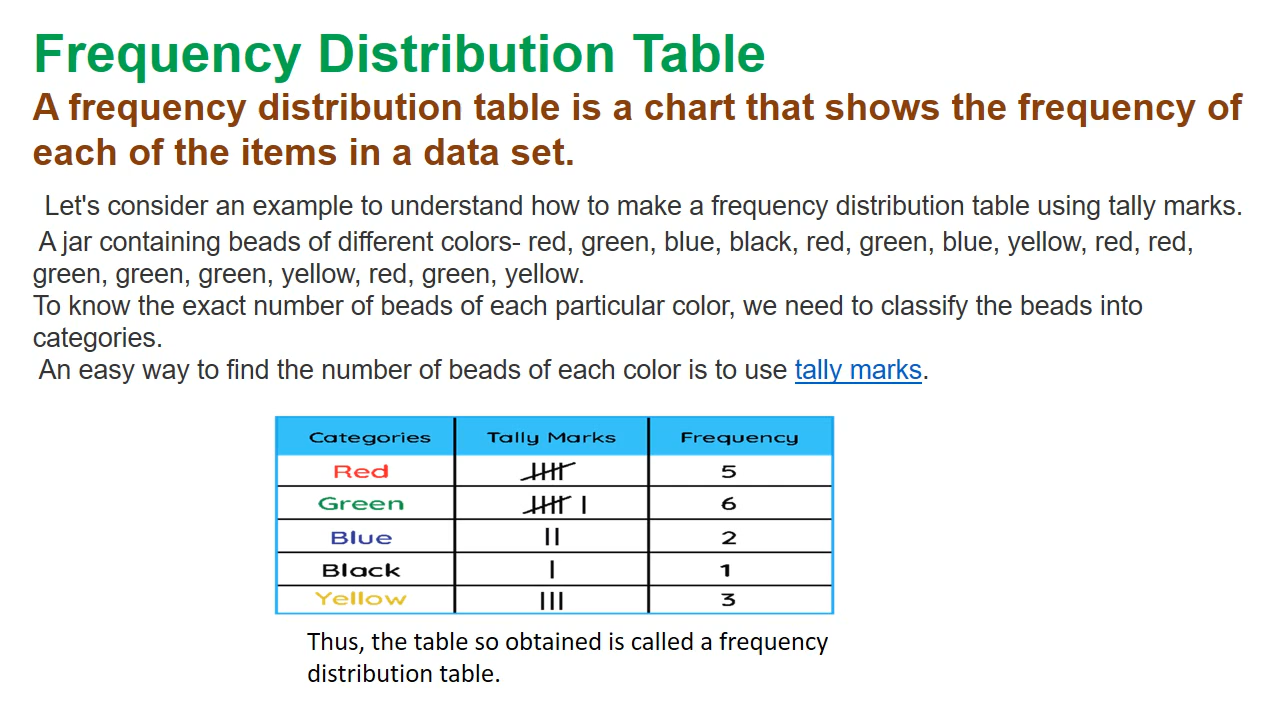 Frequency Distribution Table
A frequency distribution table is a chart that shows the frequency of
each of the items in a data set.
Let's consider an example to understand how to make a frequency distribution table using tally marks.
A jar containing beads of different colors- red, green, blue, black, red, green, blue, yellow, red, red,
green, green, green, yellow, red, green, yellow.
To know the exact number of beads of each particular color, we need to classify the beads into
categories.
An easy way to find the number of beads of each color is to use tally marks.
Categories Tally Marks Frequency
Red 5
Green 6
Blue 2
Black 1
Yellow 3
Thus, the table so obtained is called a frequency
distribution table.